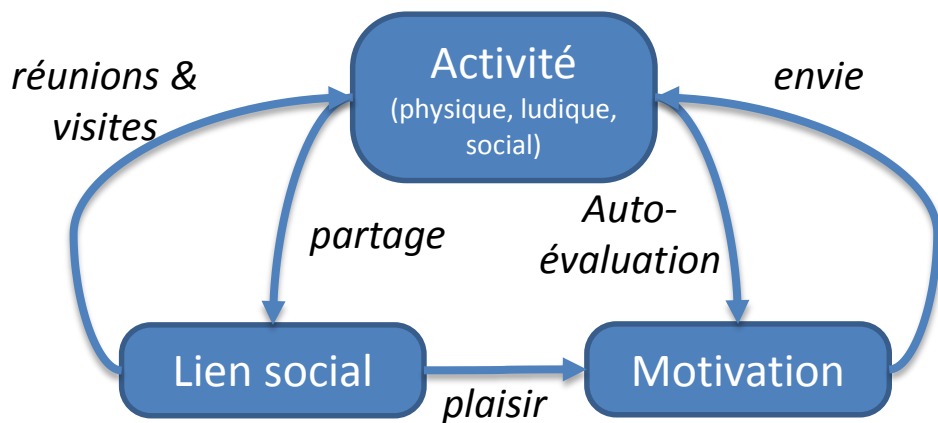 réunions &
visites
Activité
(physique, ludique,
social)
envie
partage
Auto-
évaluation
Lien social
plaisir
Motivation